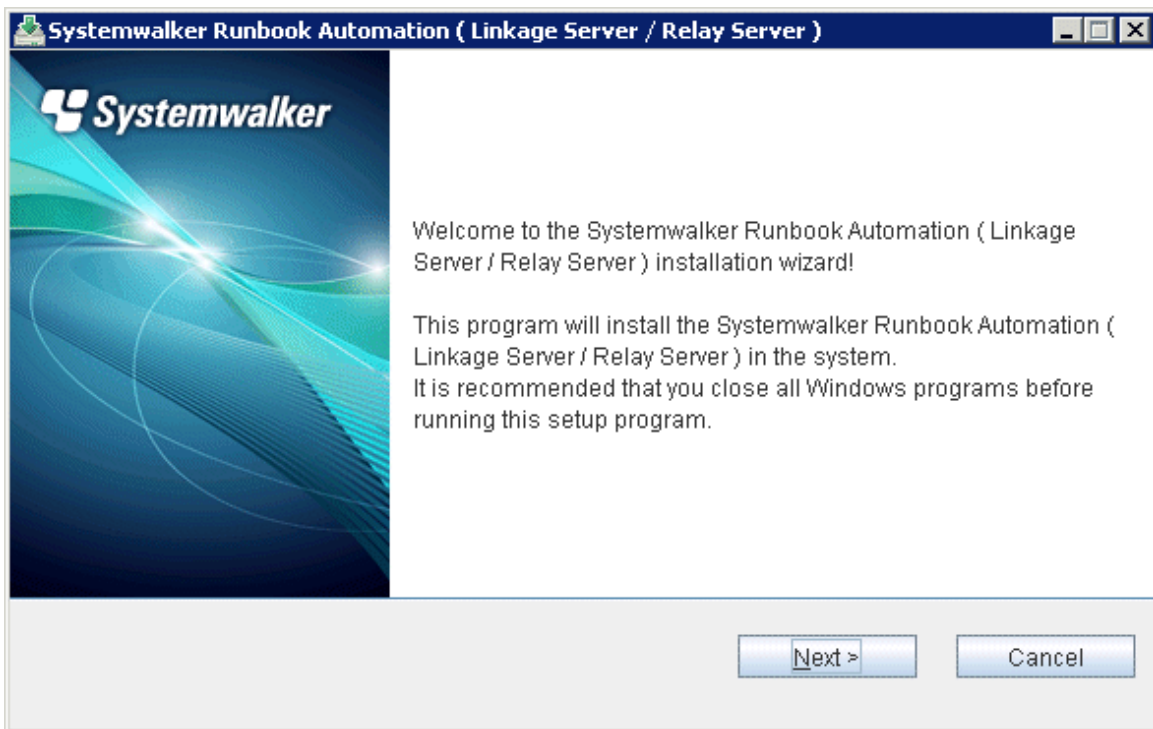 Systemwalker Runbook Automation ( Linkage Server / Relay Server )
Systemwalker
Welcome to the Systemwalker Runbook Automation ( Linkage
Server / Relay Server ) installation wizard!
This program will install the Systemwalker Runbook Automation (
Linkage Server / Relay Server ) in the system.
It is recommended that you close all Windows programs before
running this setup program.
Next >
Cancel